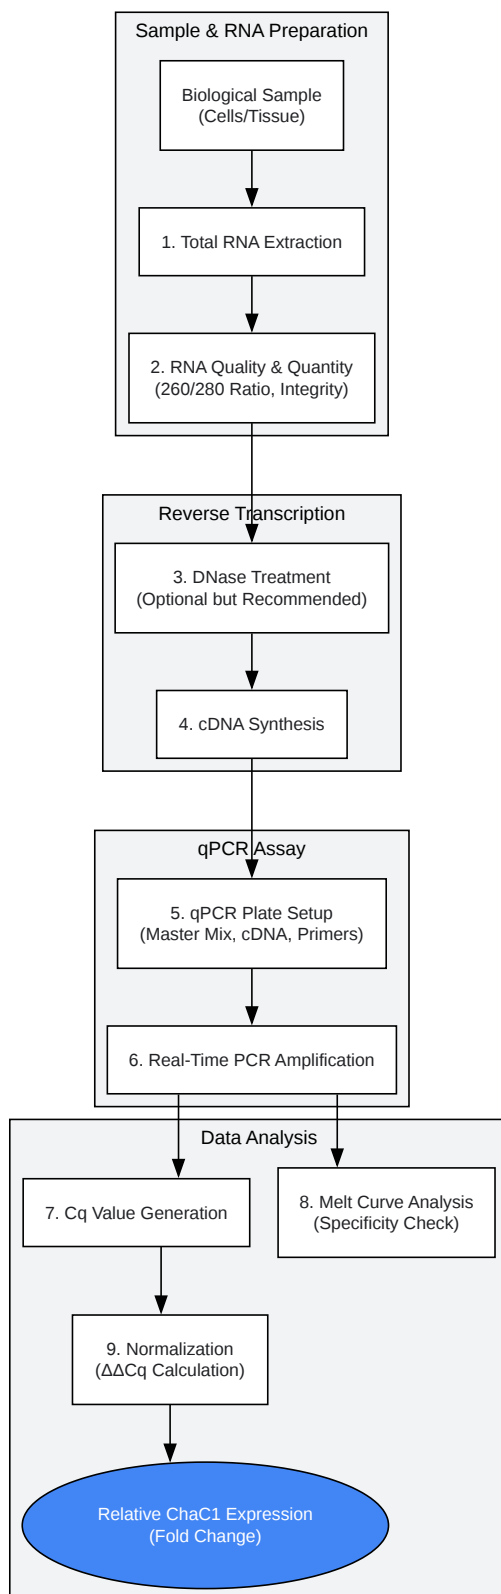 Sample & RNA Preparation
Biological Sample
(Cells/Tissue)
1. Total RNA Extraction
2. RNA Quality & Quantity
(260/280 Ratio, Integrity)
Reverse Transcription
3. DNase Treatment
(Optional but Recommended)
4. cDNA Synthesis
qPCR Assay
5. qPCR Plate Setup
(Master Mix, cDNA, Primers)
6. Real-Time PCR Amplification
Data Analysis
7. Cq Value Generation
8. Melt Curve Analysis
(Specificity Check)
9. Normalization
(ΔΔCq Calculation)
Relative ChaC1 Expression
(Fold Change)